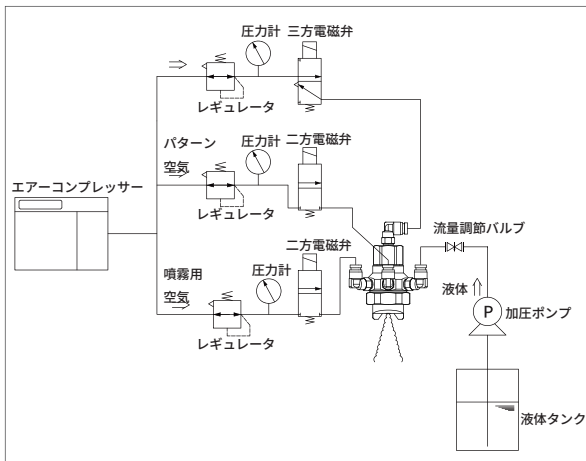 圧力計
三方電磁弁
レギュレータ
パターン
空気
圧力計
二方電磁弁
レギュレータ
エアーコンプレッサー
噴霧用
空気
圧力計
二方電磁弁
レギュレータ
流量調節バルブ
液体
P
加圧ポンプ
液体タンク